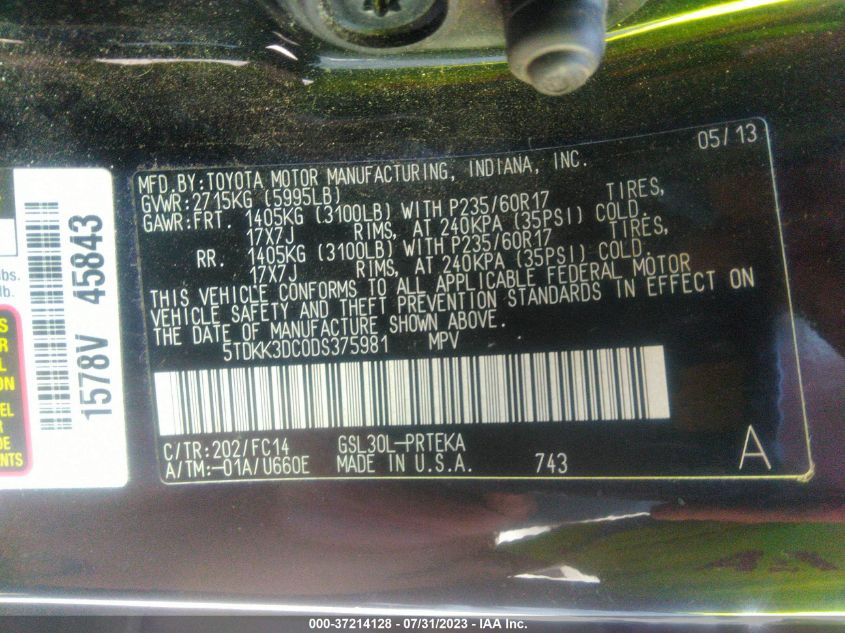 05/13
MFD.BY:TOYOTA MOTOR MANUFACTURING, INDIANA, INC.
GVWR:2715KG (5995LB)
GAWR:FRT. 1405KG (3100LB) WITH P235/60R17 TIRES,
17X7J RIMS, AT 240KPA (35PSI) COLD.
RR. 1405KG (3100LB) WITH P235/60R17 TIRES,
17X7J RIMS, AT 240KPA (35PSI) COLD.
THIS VEHICLE CONFORMS TO ALL APPLICABLE FEDERAL MOTOR
VEHICLE SAFETY AND THEFT PREVENTION STANDARDS IN EFFECT ON
THE DATE OF MANUFACTURE SHOWN ABOVE.
5TDKK3DC0DS375981 MPV
C/TR:202/FC14 GSL30L-PRTEKA
A/TM:-01A/U660E MADE IN U.S.A. 743 A
1578V 45843
lb.
000-37214128 - 07/31/2023 - IAA Inc.